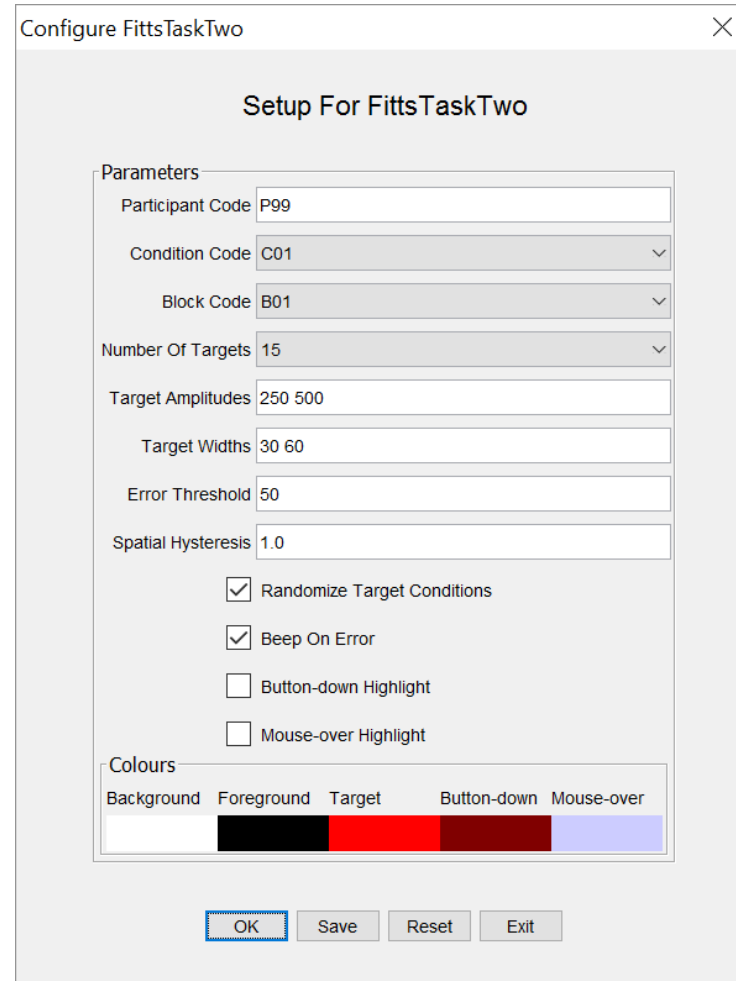 Configure FittsTaskTwo
Setup For FittsTaskTwo
Parameters
Participant Code P99
Condition Code C01
Block Code B01
Number Of Targets 15
Target Amplitudes 250 500
Target Widths 30 60
Error Threshold 50
Spatial Hysteresis 1.0
Randomize Target Conditions
Beep On Error
Button-down Highlight
Mouse-over Highlight
Colours
Background Foreground Target Button-down Mouse-over
OK Save Reset Exit